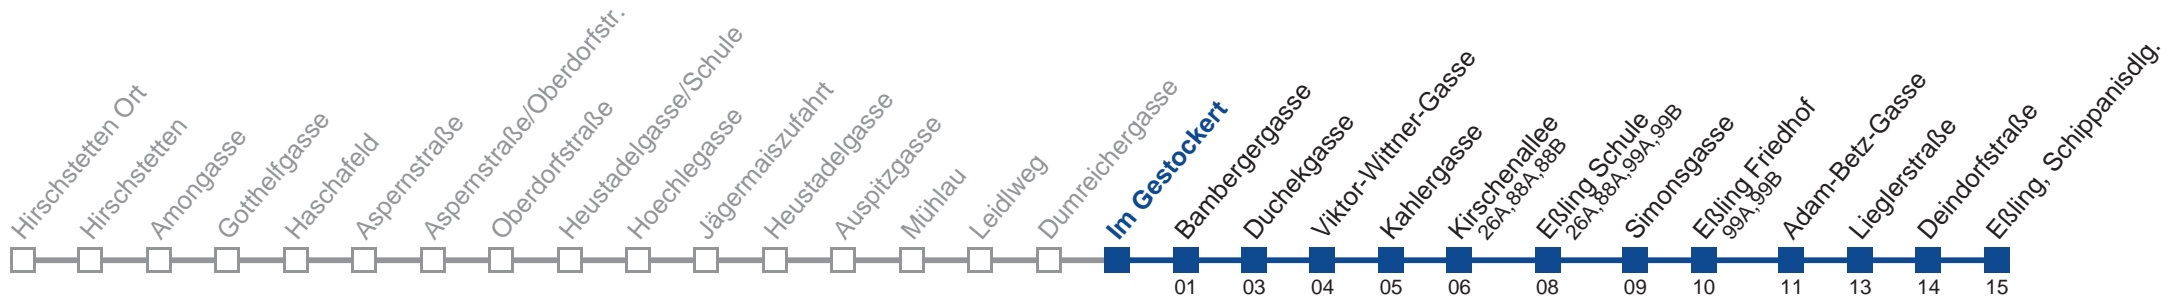 Hirschstetten Ort
Hirschstetten
Amongasse
Gotthelfgasse
Haschafeld
Aspernstraße
Aspernstraße/Oberdorfstr.
Oberdorfstraße
Heustadelgasse/Schule
Hoechlegasse
Jägermaiszufahrt
Heustadelgasse
Auspitzgasse
Mühlau
Leidlweg
Dumreichergasse
Im Gestockert
Bambergergasse
Duchekgasse
Viktor-Wittner-Gasse
Kahlergasse
Kirschenallee
26A,88A,88B
Eßling Schule
26A,88A,99A,99B
Simonsgasse
Eßling Friedhof
99A,99B
Adam-Betz-Gasse
Lieglerstraße
Deindorfstraße
Eßling, Schippanisdlg.
01 03 04 05 06 08 09 10 11 13 14 15